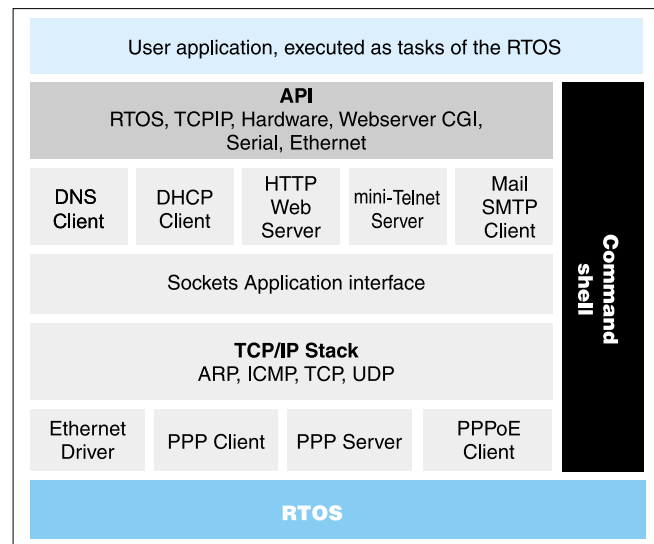 User application, executed as tasks of the RTOS
API
RTOS, TCPIP, Hardware, Webserver CGI,
Serial, Ethernet
DNS
Client
DHCP
Client
HTTP
Web
Server
mini-Telnet
Server
Mail
SMTP
Client
Sockets Application interface
TCP/IP Stack
ARP, ICMP, TCP, UDP
Ethernet
Driver
PPP Client
PPP Server
PPPoE
Client
Command
shell
RTOS